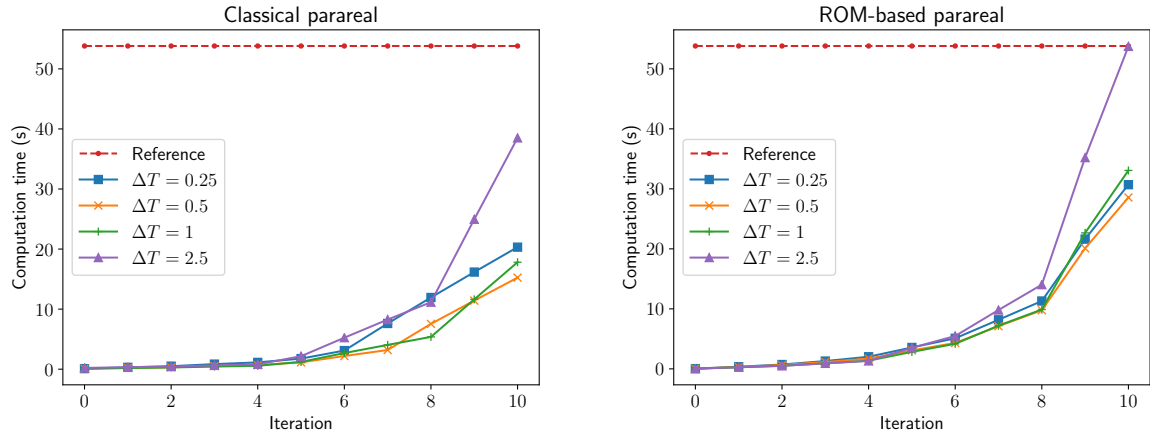 Classical parareal
Computation time (s)
50
40
30
20
10
0
Reference
ΔT = 0.25
ΔT = 0.5
ΔT = 1
ΔT = 2.5
0 2 4 6 8 10
Iteration
ROM-based parareal
Computation time (s)
50
40
30
20
10
0
Reference
ΔT = 0.25
ΔT = 0.5
ΔT = 1
ΔT = 2.5
0 2 4 6 8 10
Iteration